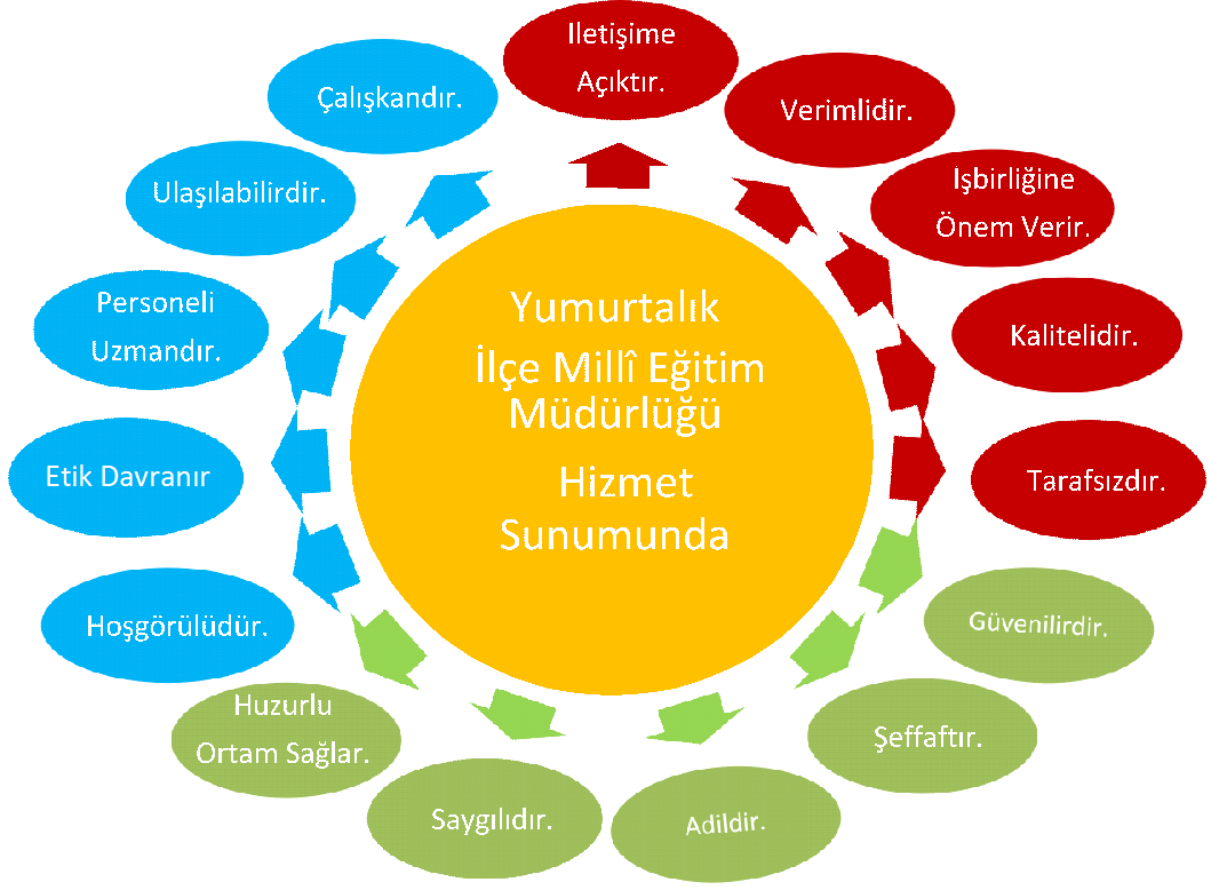 Yumurtalık
İlçe Millî Eğitim
Müdürlüğü
Hizmet
Sunumunda
Iletişime
Açıktır.
Verimlidir.
İşbirliğine
Önem Verir.
Kalitelidir.
Tarafsızdır.
Güvenilirdir.
Şeffaftır.
Adildir.
Saygılıdır.
Huzurlu
Ortam Sağlar.
Hoşgörülüdür.
Etik Davranır
Personeli
Uzmandır.
Ulaşılabilirdir.
Çalışkandır.